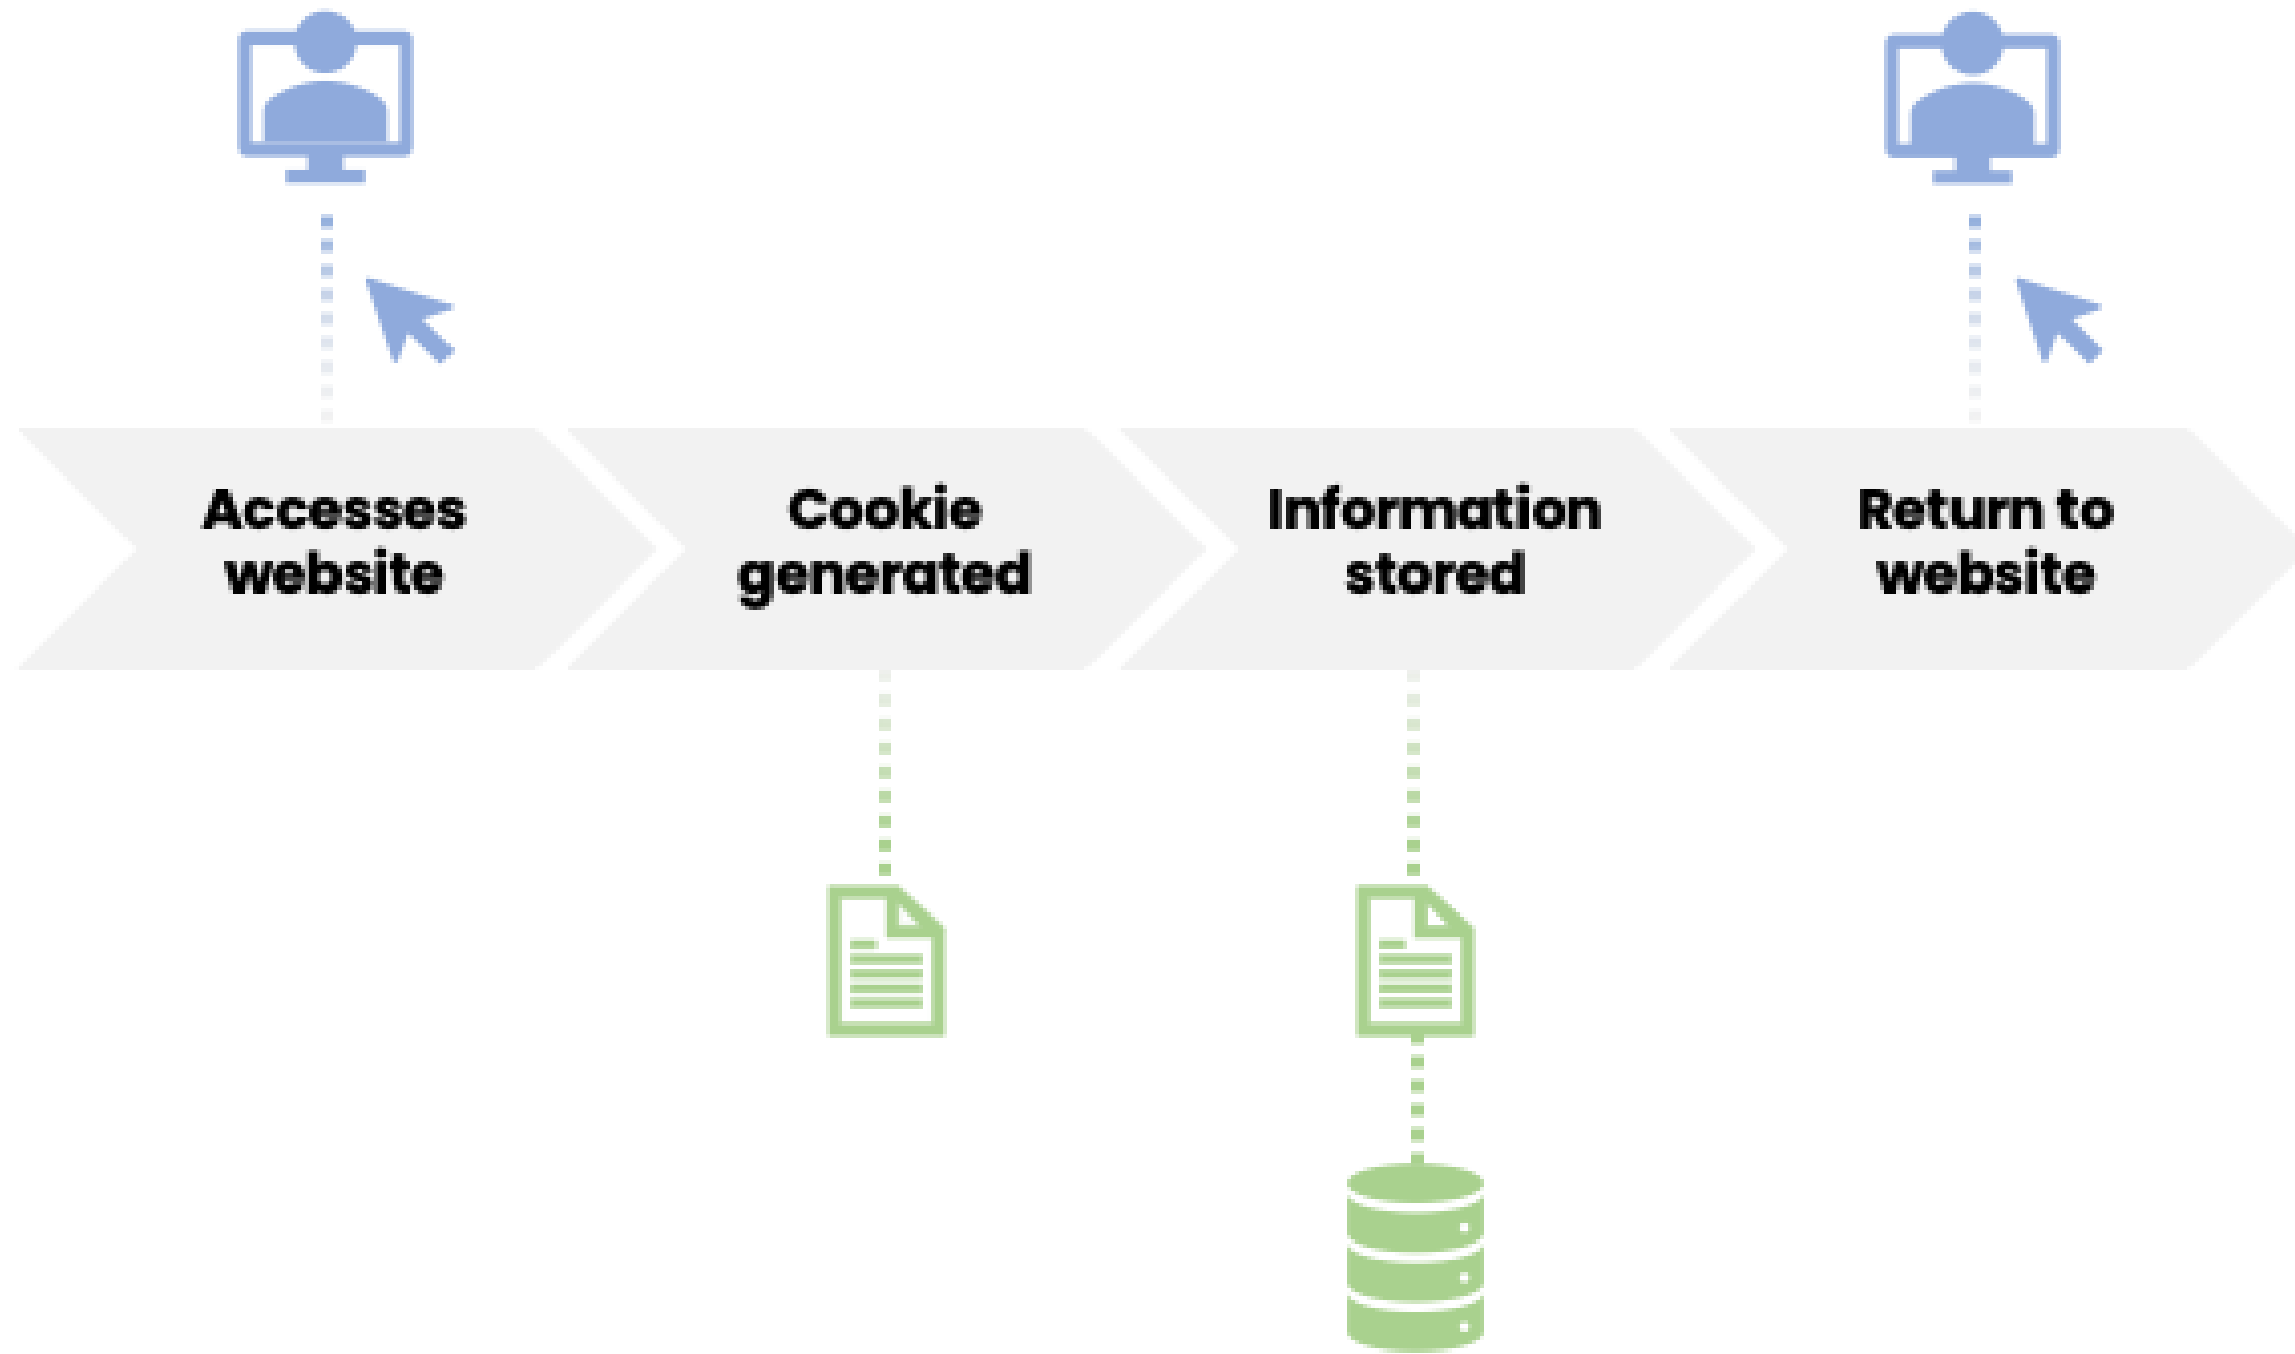 Accesses
website
Cookie
generated
Information
stored
Return to
website